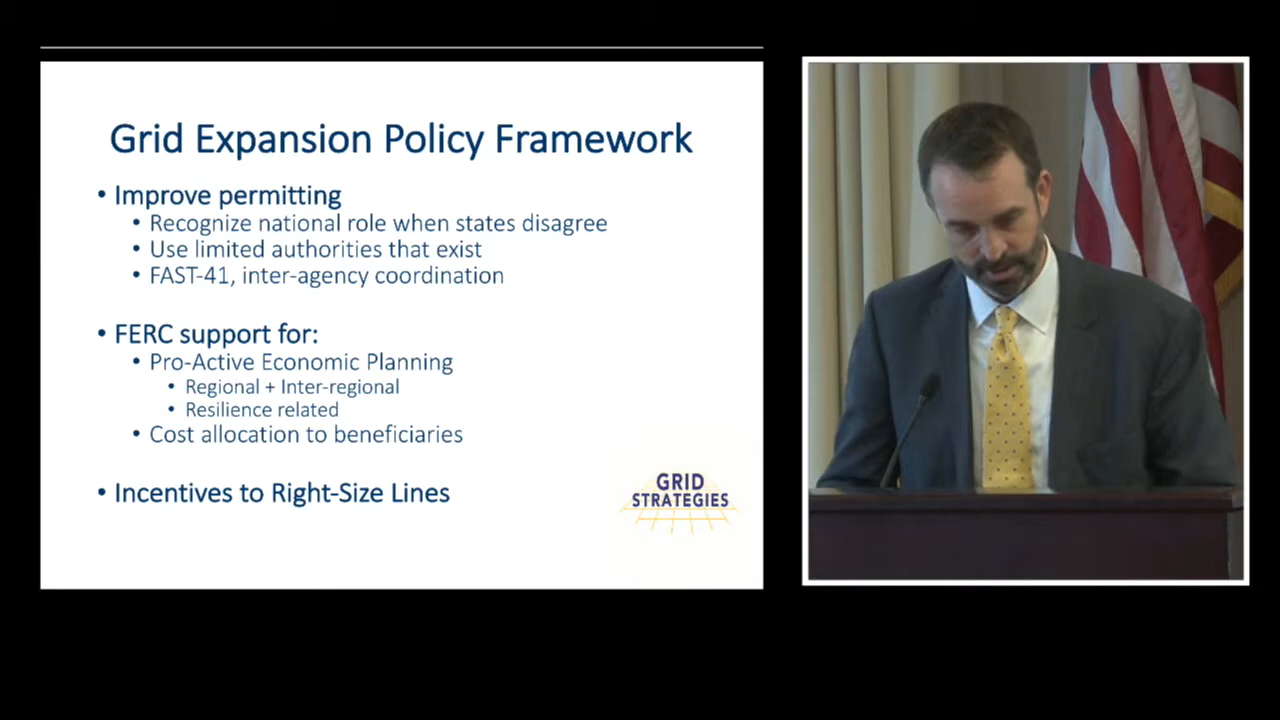 Grid Expansion Policy Framework
• Improve permitting
• Recognize national role when states disagree
• Use limited authorities that exist
• FAST-41, inter-agency coordination
• FERC support for:
• Pro-Active Economic Planning
• Regional + Inter-regional
• Resilience related
• Cost allocation to beneficiaries
• Incentives to Right-Size Lines
GRID
STRATEGIES